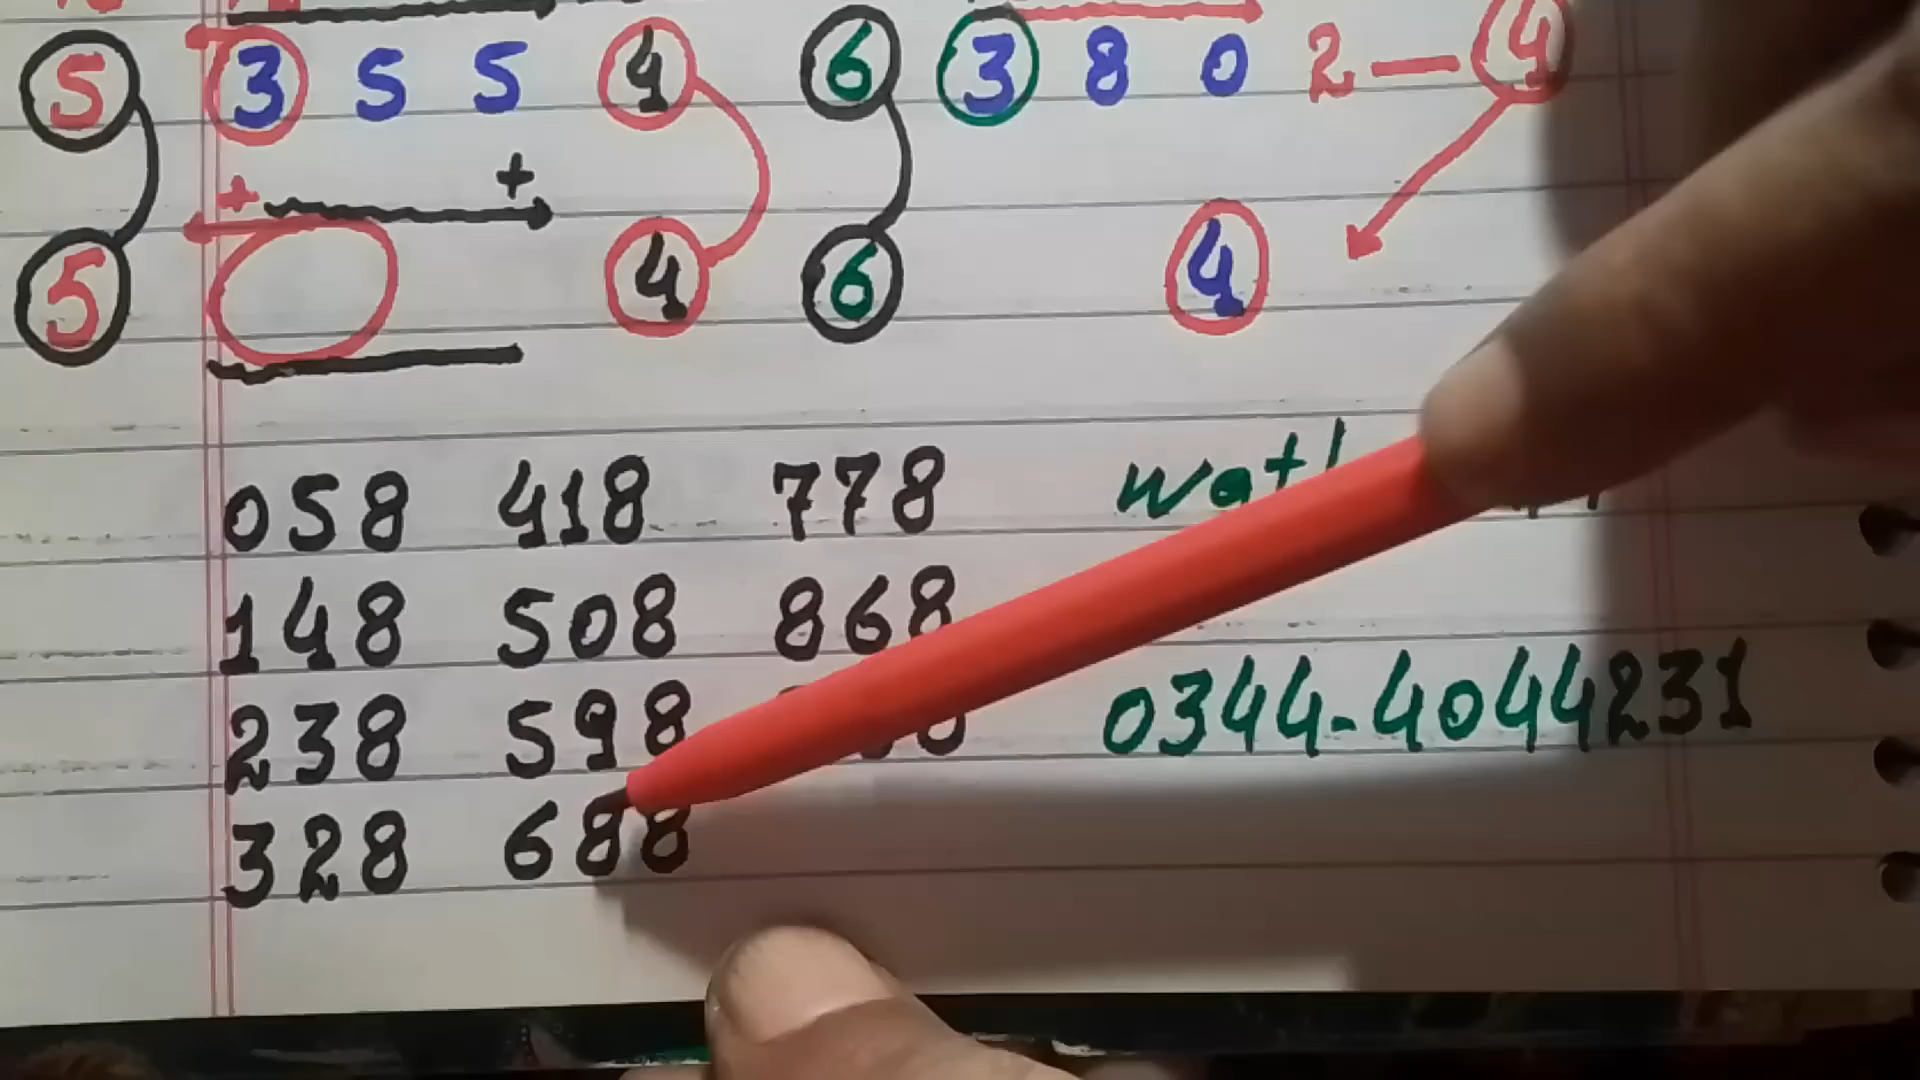 5 3 5 5 4 6 3 8 0 2 — 4
+ +
5 4 6 4
058 418 778
148 508 868
238 598
328 688
0344-4044231